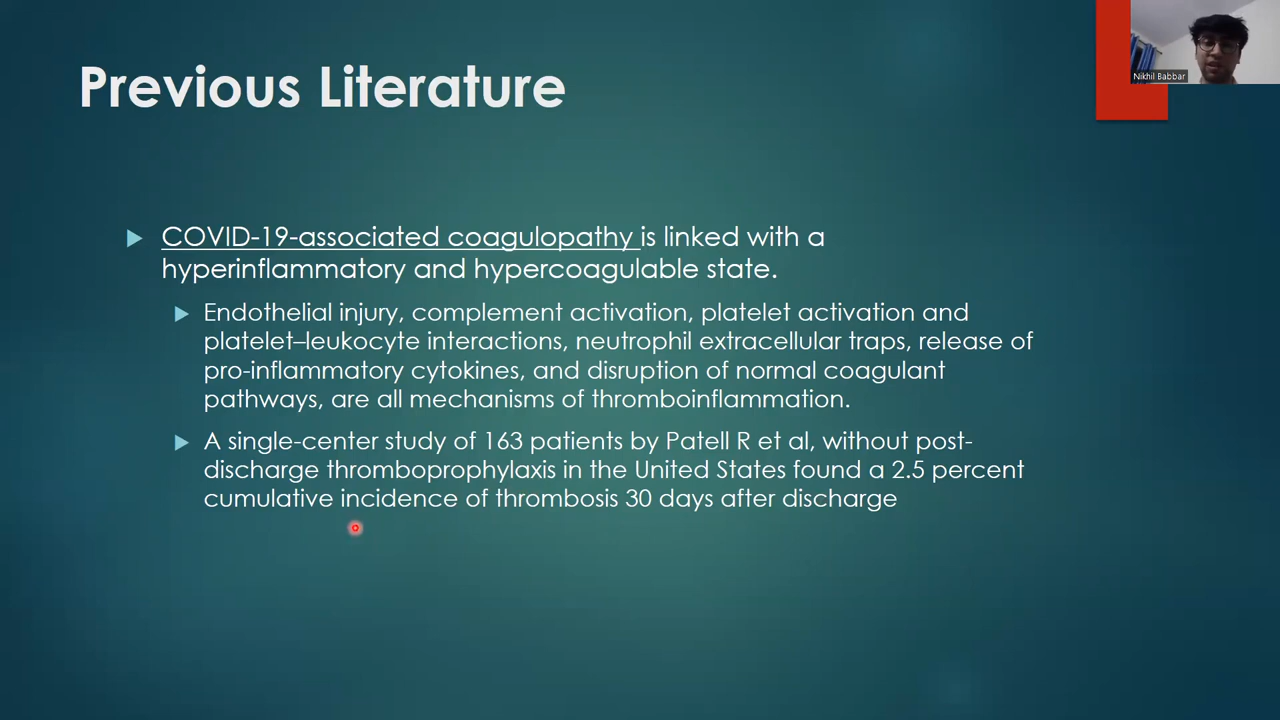 Previous Literature
Nikhil Babbar
COVID-19-associated coagulopathy is linked with a
hyperinflammatory and hypercoagulable state.
Endothelial injury, complement activation, platelet activation and
platelet–leukocyte interactions, neutrophil extracellular traps, release of
pro-inflammatory cytokines, and disruption of normal coagulant
pathways, are all mechanisms of thromboinflammation.
A single-center study of 163 patients by Patell R et al, without post-
discharge thromboprophylaxis in the United States found a 2.5 percent
cumulative incidence of thrombosis 30 days after discharge